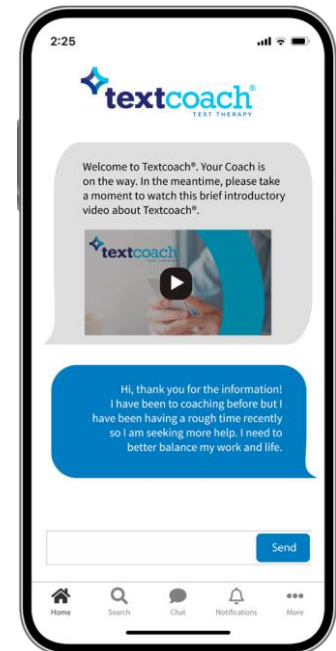 2:25
textcoach®
TEXT THERAPY
Welcome to Textcoach®. Your Coach is
on the way. In the meantime, please take
a moment to watch this brief introductory
video about Textcoach®.
textcoach
TEXT THERAPY
Hi, thank you for the information!
I have been to coaching before but I
have been having a rough time recently
so I am seeking more help. I need to
better balance my work and life.
Send
Home Search Chat Notifications More